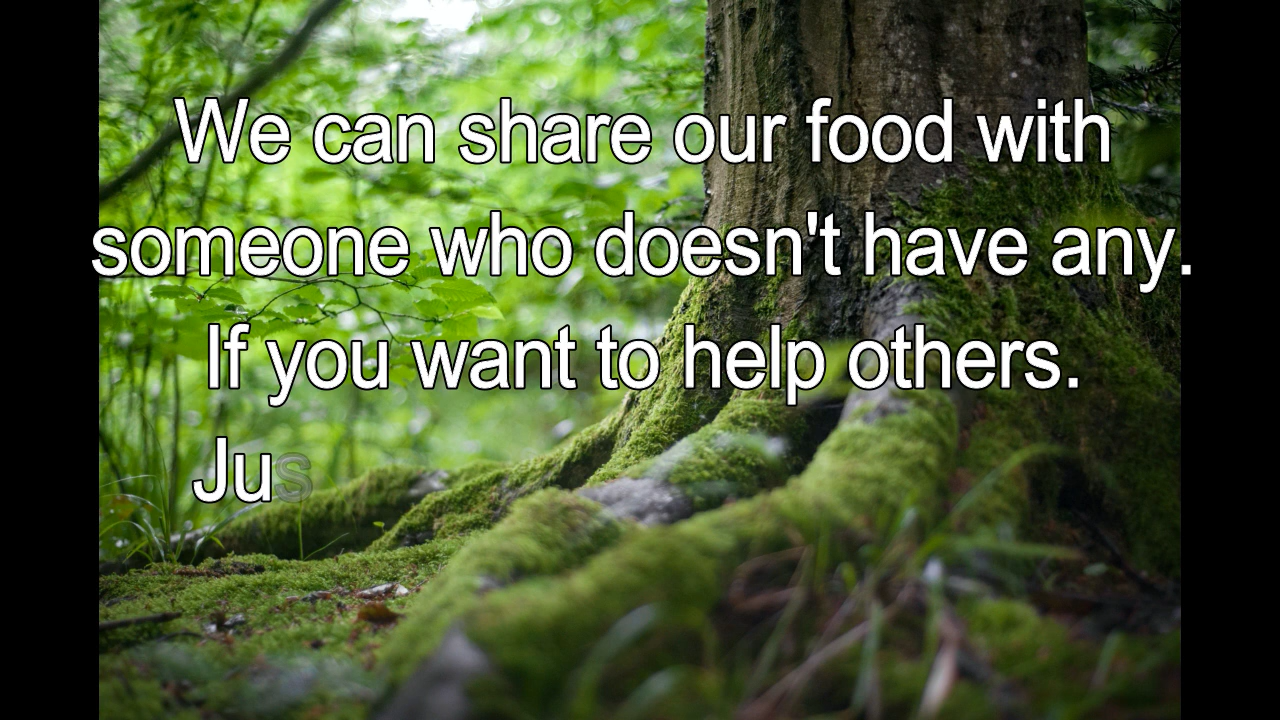 We can share our food with
someone who doesn't have any.
If you want to help others.
Jus